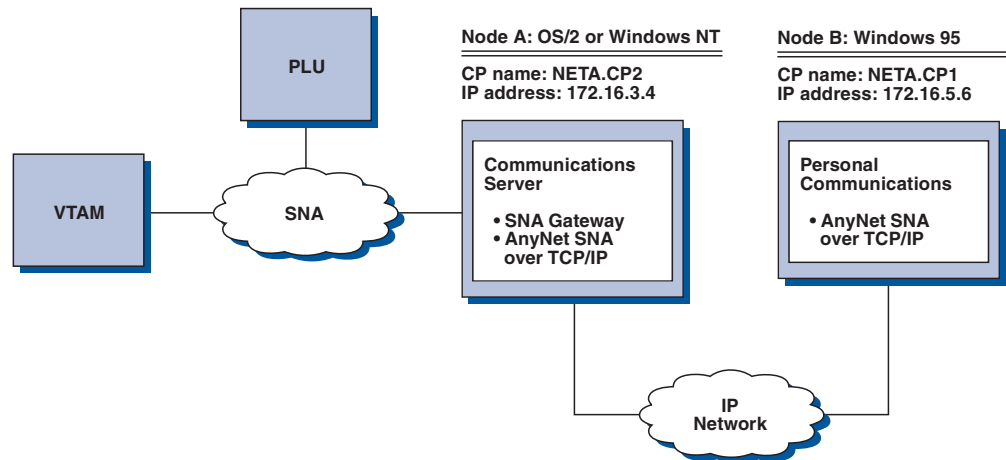 Node A: OS/2 or Windows NT
CP name: NETA.CP2
IP address: 172.16.3.4
Node B: Windows 95
CP name: NETA.CP1
IP address: 172.16.5.6
PLU
VTAM
SNA
Communications
Server
• SNA Gateway
• AnyNet SNA
over TCP/IP
Personal
Communications
• AnyNet SNA
over TCP/IP
IP
Network